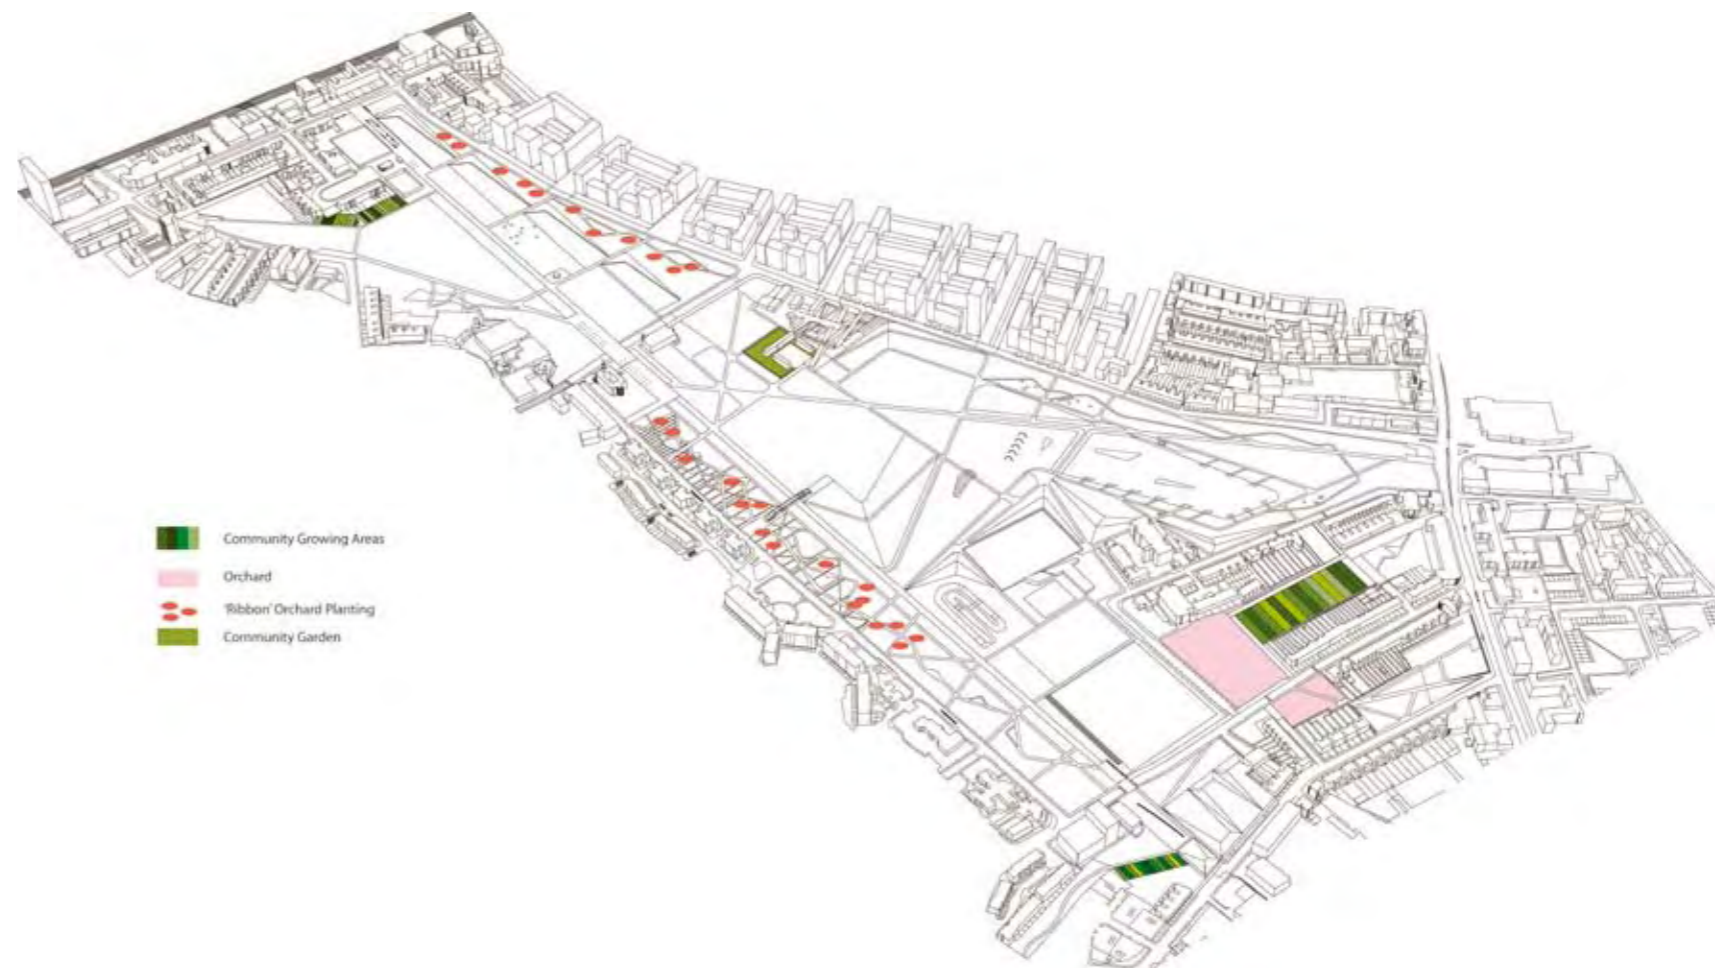 Community Growing Areas
Orchard
'Ribbon' Orchard Planting
Community Garden